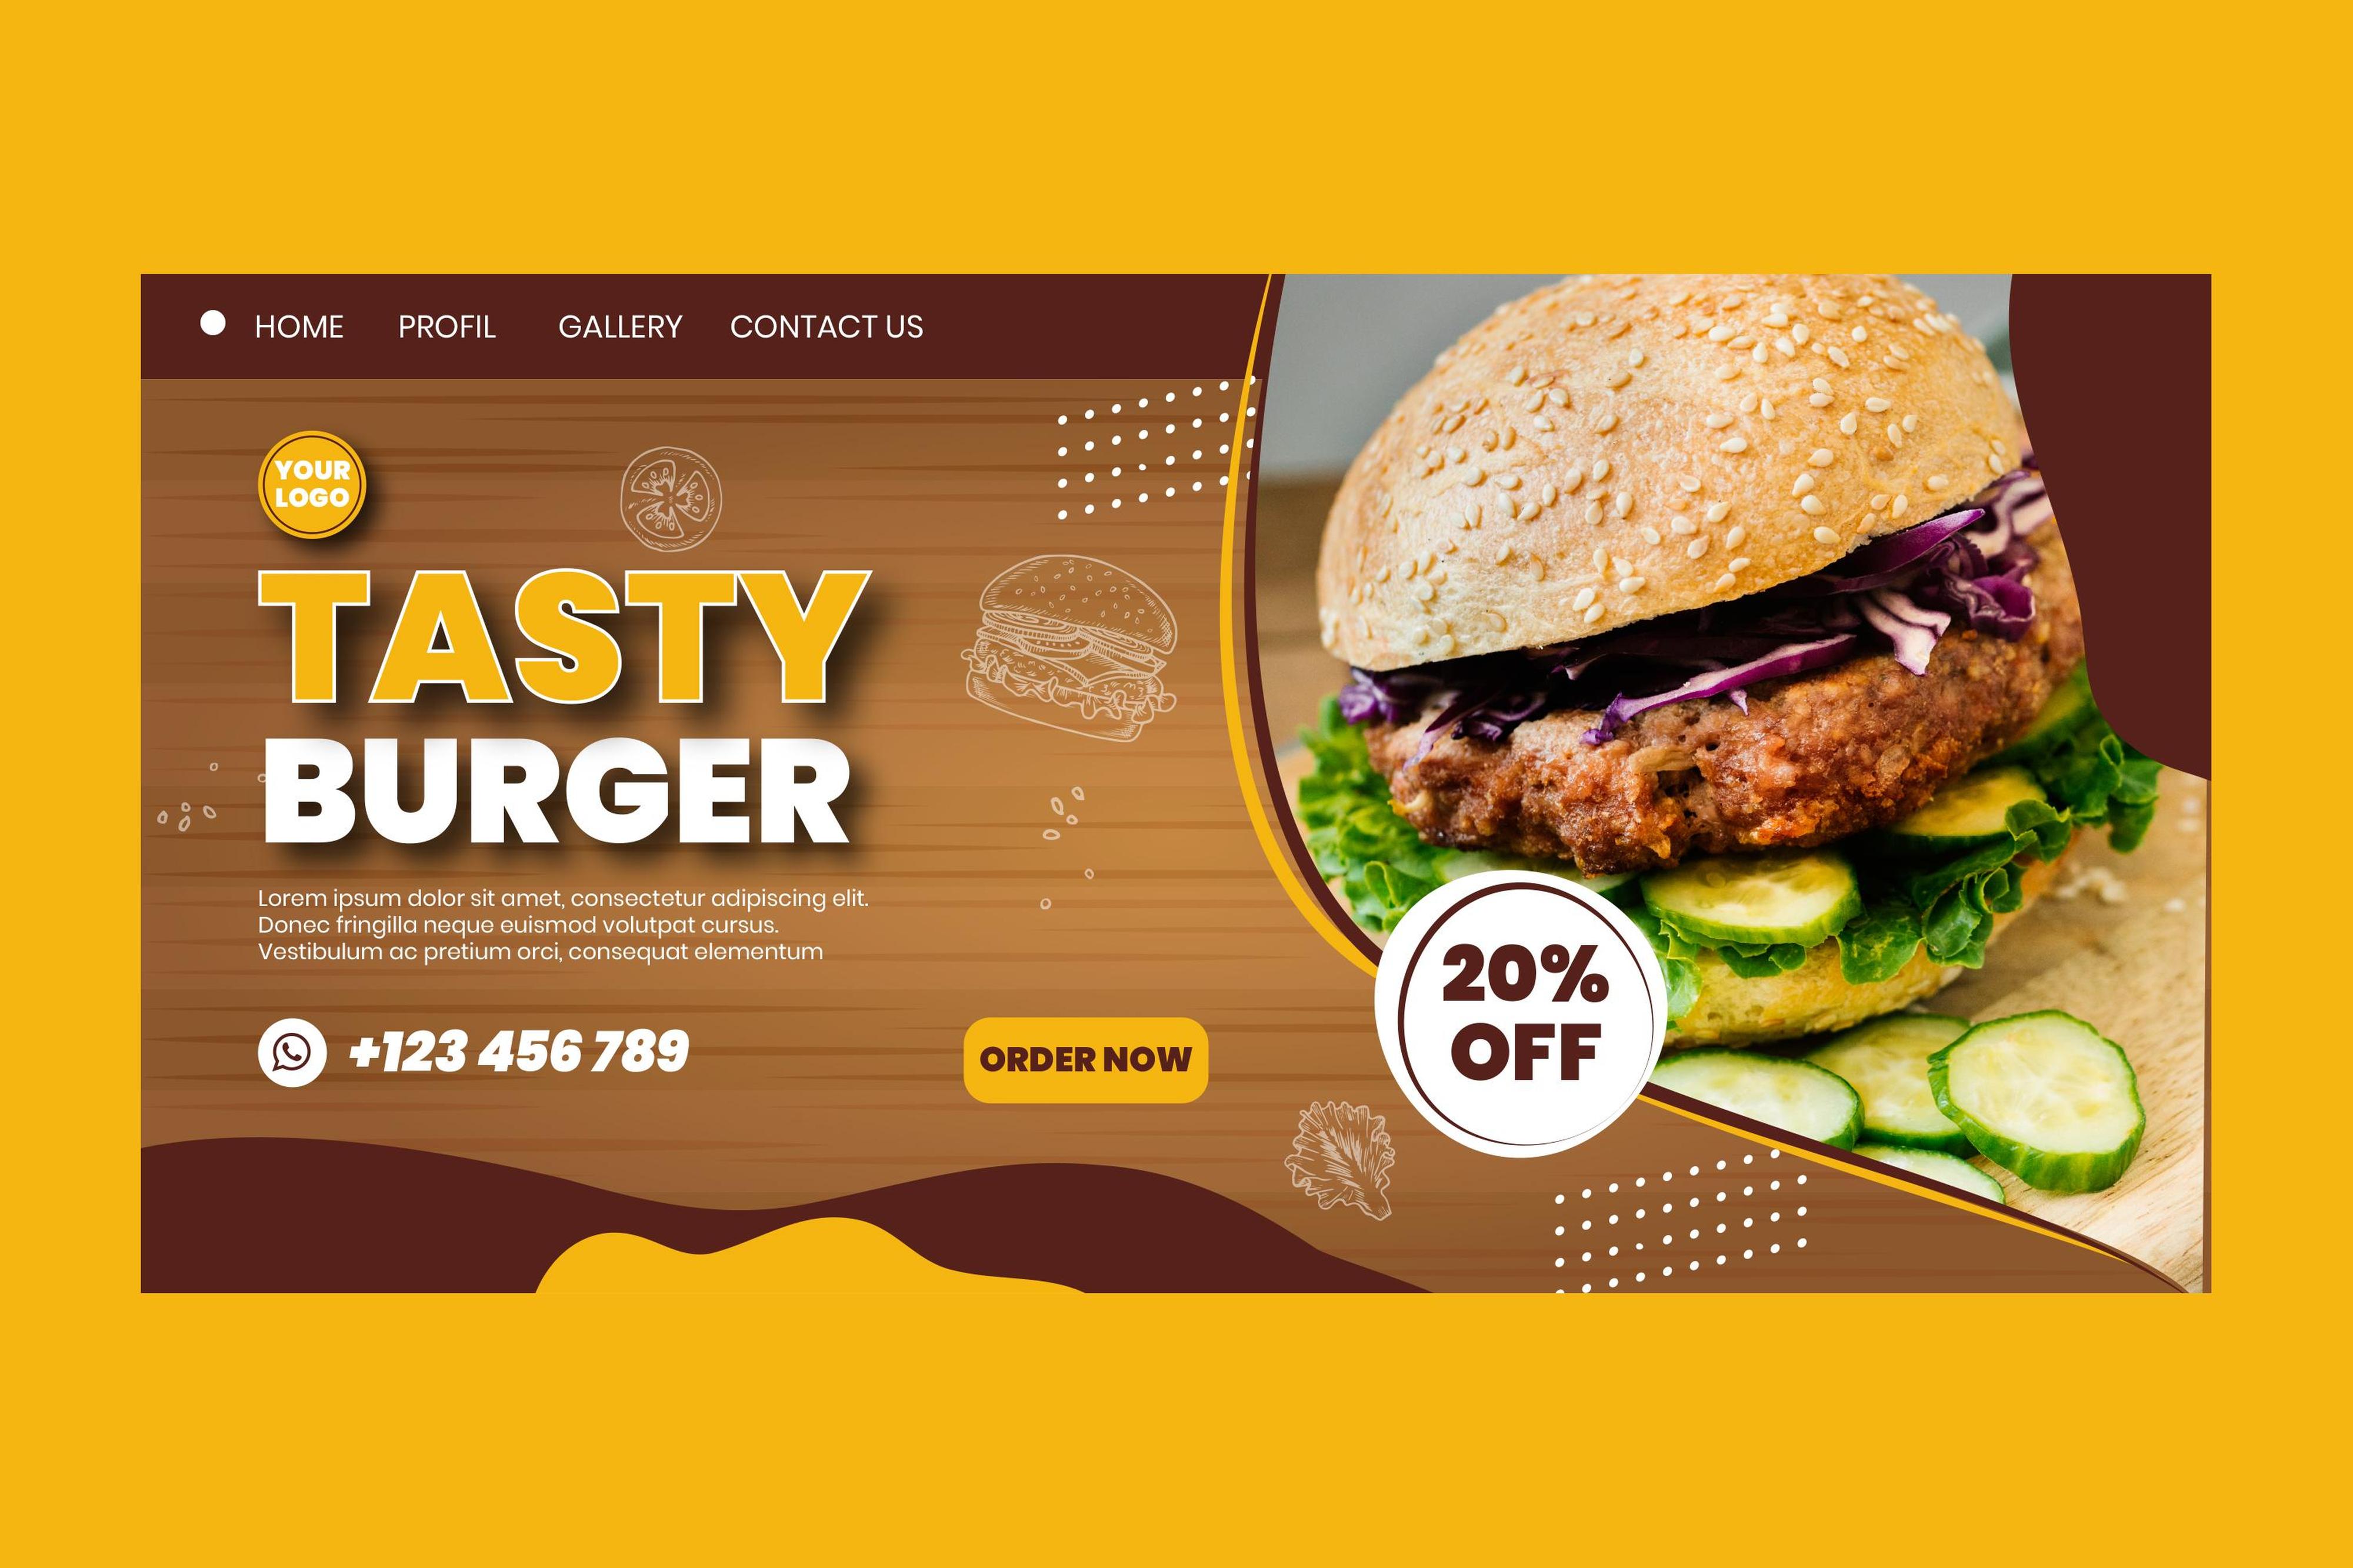 HOME PROFIL GALLERY CONTACT US
YOUR
LOGO
TASTY
BURGER
Lorem ipsum dolor sit amet, consectetur adipiscing elit.
Donec fringilla neque euismod volutpat cursus.
Vestibulum ac pretium orci, consequat elementum
+123 456 789
ORDER NOW
20%
OFF